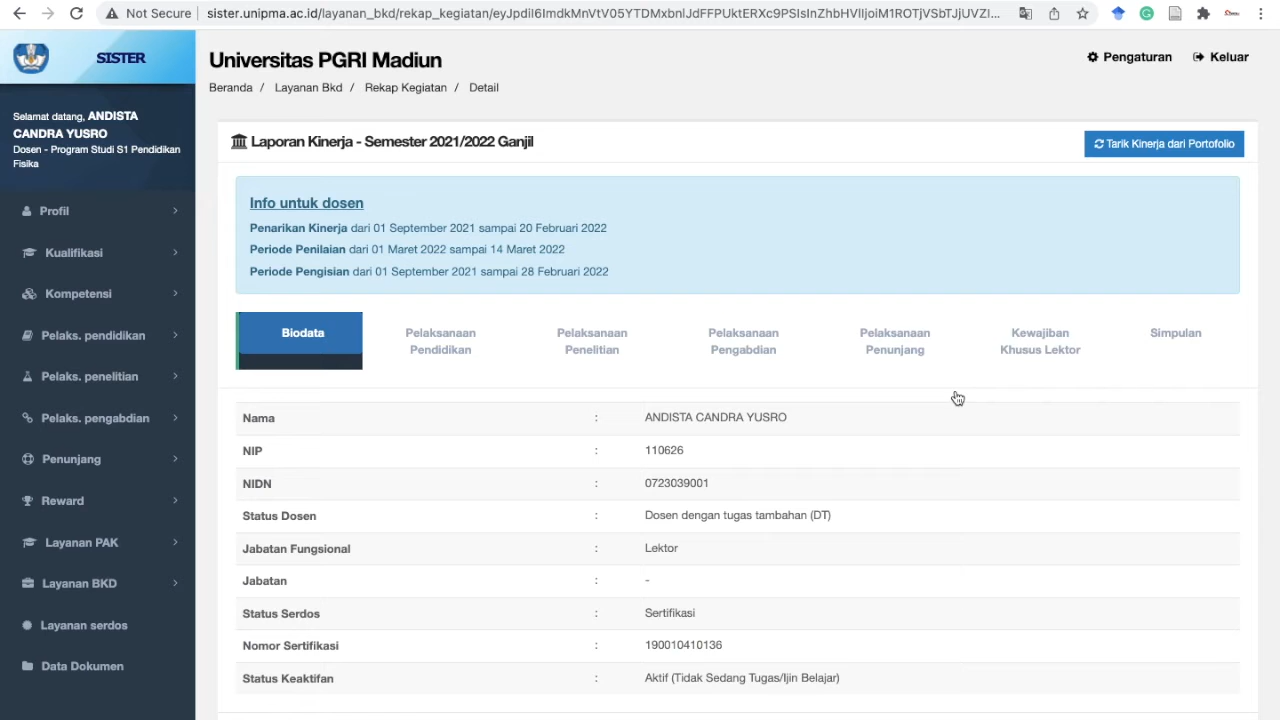 Not Secure
sister.unipma.ac.id/layanan_bkd/rekap_kegiatan/
SISTER
Universitas PGRI Madiun
Pengaturan
Keluar
Beranda / Layanan Bkd / Rekap Kegiatan / Detail
Selamat datang, ANDISTA
CANDRA YUSRO
Dosen - Program Studi S1 Pendidikan
Fisika
Profil
Kualifikasi
Kompetensi
Pelaks. pendidikan
Pelaks. penelitian
Pelaks. pengabdian
Penunjang
Reward
Layanan PAK
Layanan BKD
Layanan serdos
Data Dokumen
Laporan Kinerja - Semester 2021/2022 Ganjil
Tarik Kinerja dari Portofolio
Info untuk dosen
Penarikan Kinerja dari 01 September 2021 sampai 20 Februari 2022
Periode Penilaian dari 01 Maret 2022 sampai 14 Maret 2022
Periode Pengisian dari 01 September 2021 sampai 28 Februari 2022
Biodata
Pelaksanaan
Pendidikan
Pelaksanaan
Penelitian
Pelaksanaan
Pengabdian
Pelaksanaan
Penunjang
Kewajiban
Khusus Lektor
Simpulan
Nama : ANDISTA CANDRA YUSRO
NIP : 110626
NIDN : 0723039001
Status Dosen : Dosen dengan tugas tambahan (DT)
Jabatan Fungsional : Lektor
Jabatan : -
Status Serdos : Sertifikasi
Nomor Sertifikasi : 190010410136
Status Keaktifan : Aktif (Tidak Sedang Tugas/Ijin Belajar)